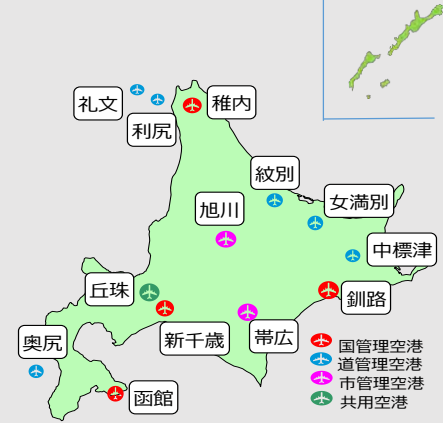 礼文
稚内
利尻
紋別
女満別
旭川
中標津
丘珠
釧路
新千歳
帯広
奥尻
函館
国管理空港
道管理空港
市管理空港
共用空港